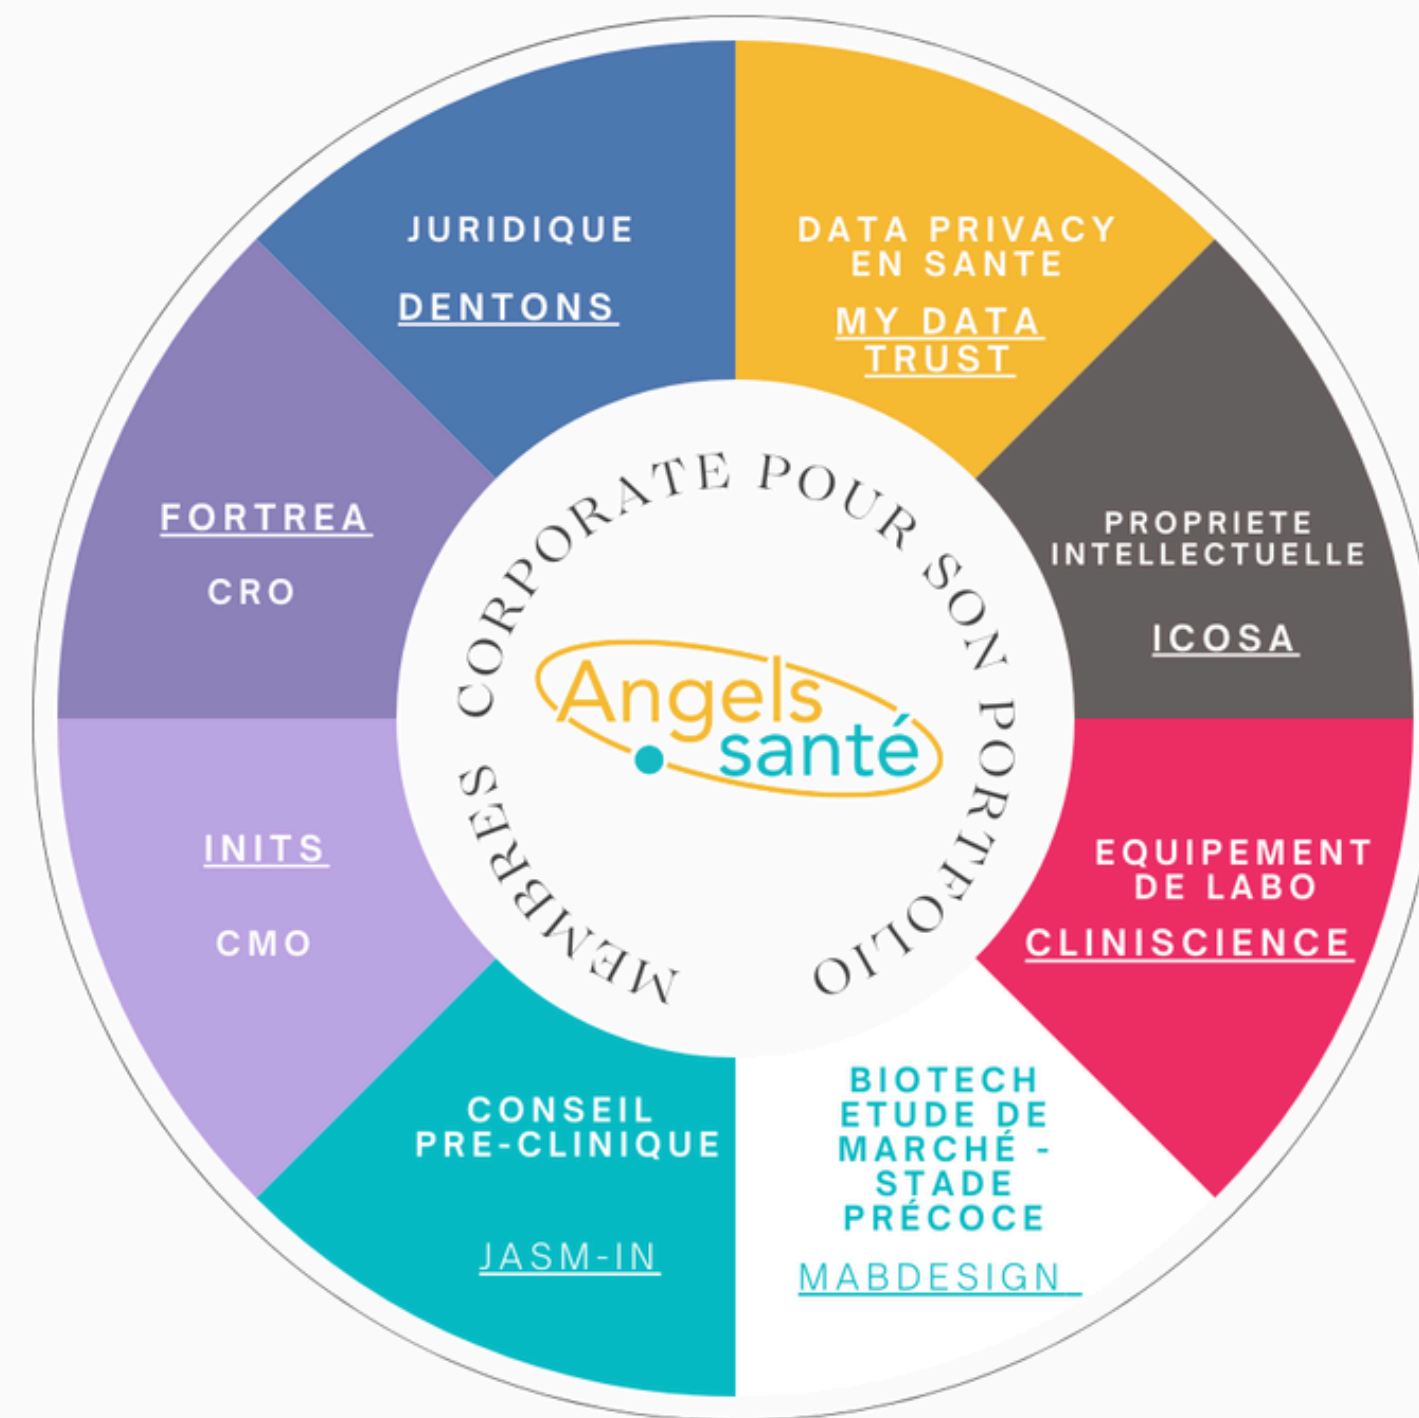 JURIDIQUE
DENTONS
DATA PRIVACY
EN SANTE
MY DATA
TRUST
PROPRIETE
INTELLECTUELLE
ICOSA
EQUIPEMENT
DE LABO
CLINISCIENCE
BIOTECH
ETUDE DE
MARCHÉ -
STADE
PRÉCOCE
MABDESIGN
CONSEIL
PRE-CLINIQUE
JASM-IN
INITS
CMO
FORTREA
CRO
MEMBRES CORPORATE POUR SON PORTFOLIO
Angels
santé